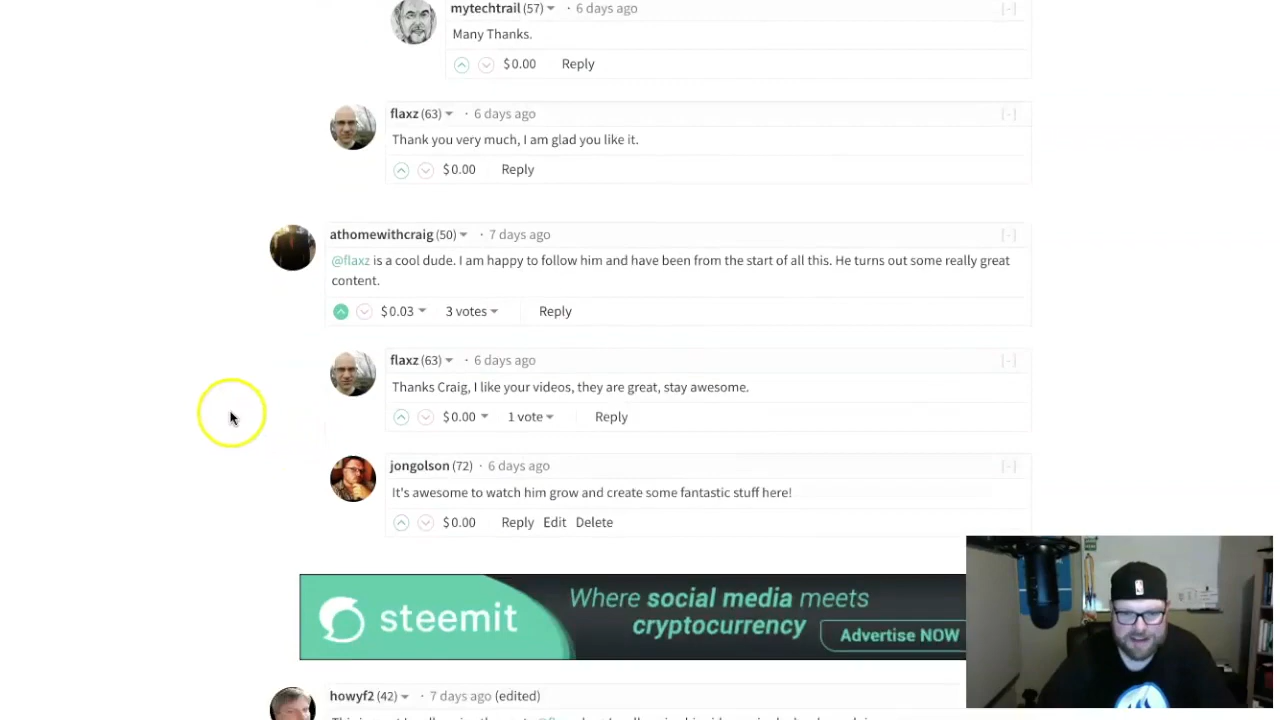 mytechtrail (57) · 6 days ago [-]
Many Thanks.
$0.00 Reply
flaxz (63) · 6 days ago [-]
Thank you very much, I am glad you like it.
$0.00 Reply
athomewithcraig (50) · 7 days ago [-]
@flaxz is a cool dude. I am happy to follow him and have been from the start of all this. He turns out some really great
content.
$0.03 3 votes Reply
flaxz (63) · 6 days ago [-]
Thanks Craig, I like your videos, they are great, stay awesome.
$0.00 1 vote Reply
jongolson (72) · 6 days ago [-]
It's awesome to watch him grow and create some fantastic stuff here!
$0.00 Reply Edit Delete
steemit
Where social media meets
cryptocurrency
Advertise NOW
howyf2 (42) · 7 days ago (edited)